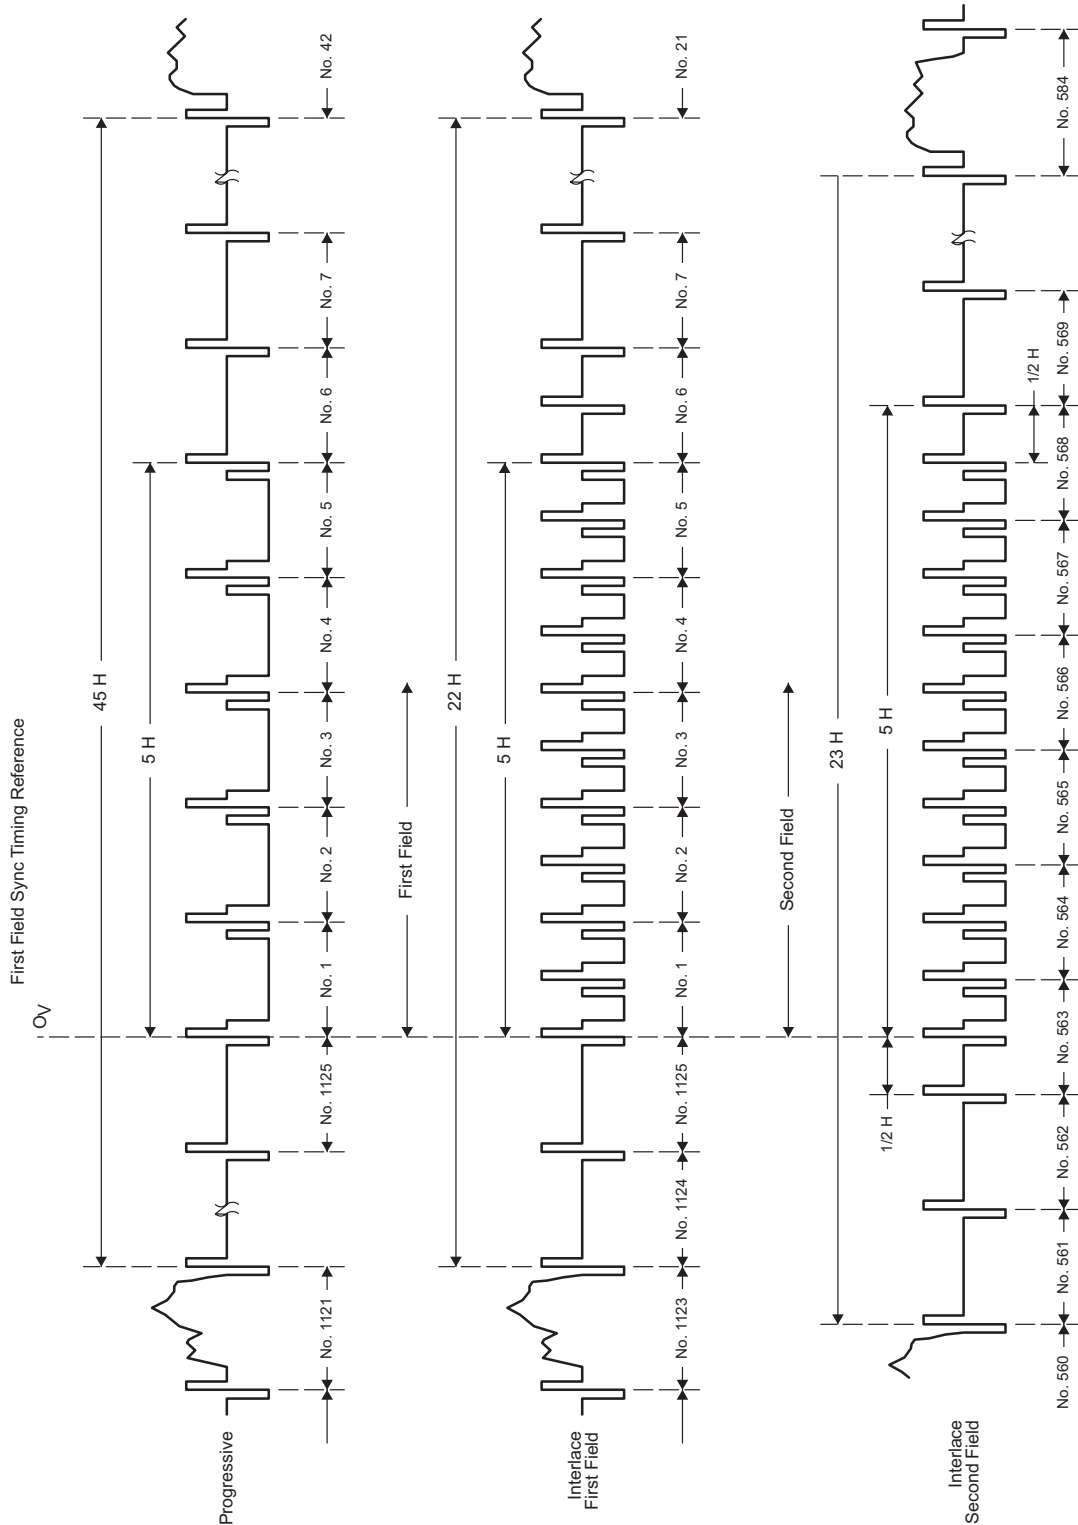 First Field Sync Timing Reference
OV
45 H
5 H
Progressive
No. 1121
No. 1125
No. 1
No. 2
No. 3
No. 4
No. 5
No. 6
No. 7
No. 42
First Field
22 H
5 H
Interlace
First Field
No. 1123
No. 1124
No. 1125
No. 1
No. 2
No. 3
No. 4
No. 5
No. 6
No. 7
No. 21
Second Field
23 H
5 H
1/2 H
Interlace
Second Field
1/2 H
No. 560
No. 561
No. 562
No. 563
No. 564
No. 565
No. 566
No. 567
No. 568
No. 569
No. 584